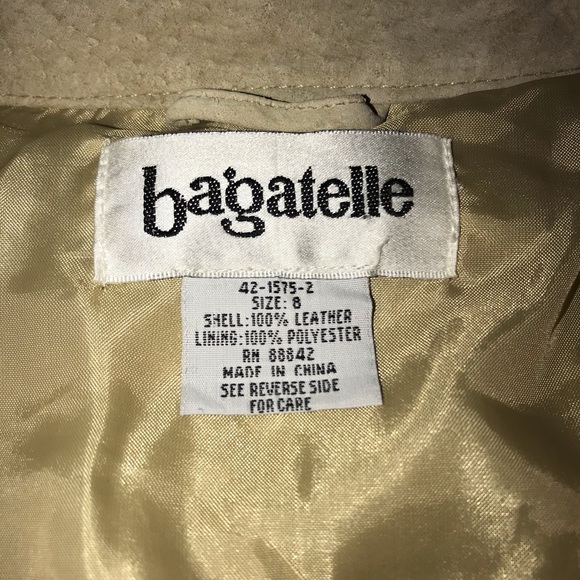 bagatelle
42-1575-2
SIZE: 8
SHELL:100% LEATHER
LINING:100% POLYESTER
RN 88842
MADE IN CHINA
SEE REVERSE SIDE
FOR CARE